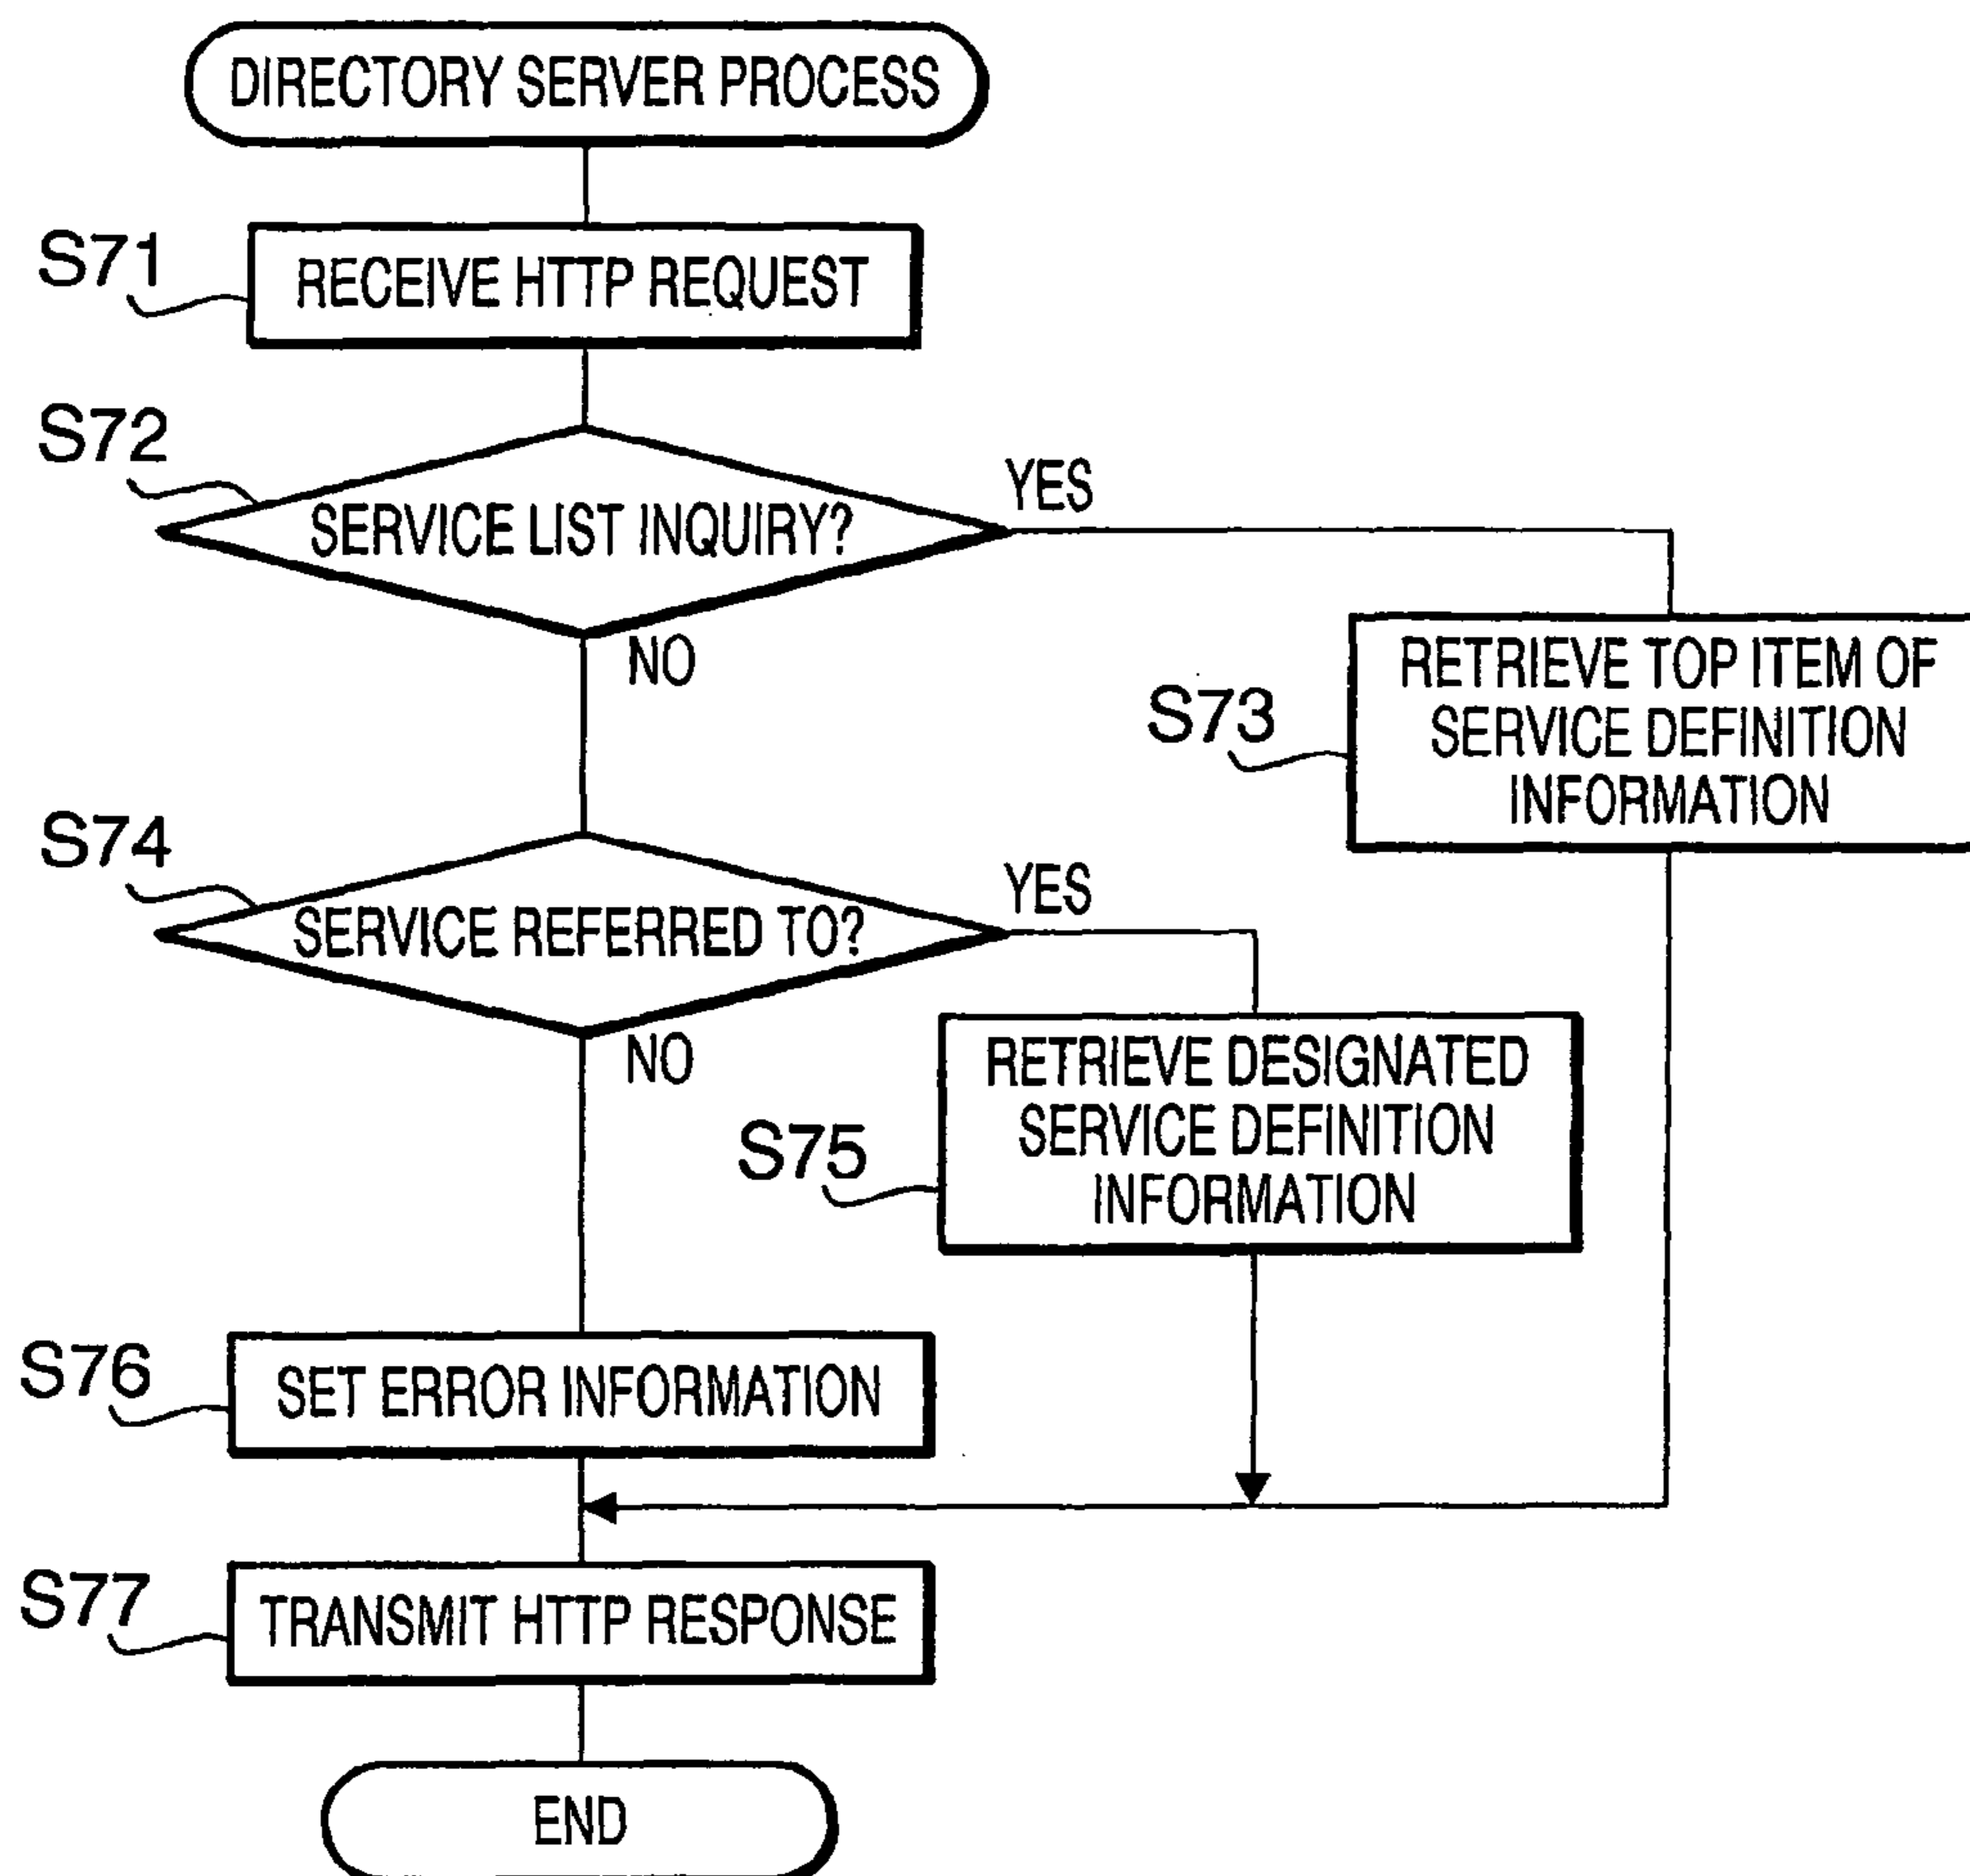 DIRECTORY SERVER PROCESS
S71
RECEIVE HTTP REQUEST
S72
SERVICE LIST INQUIRY?
YES
NO
S73
RETRIEVE TOP ITEM OF
SERVICE DEFINITION
INFORMATION
S74
SERVICE REFERRED TO?
YES
NO
S75
RETRIEVE DESIGNATED
SERVICE DEFINITION
INFORMATION
S76
SET ERROR INFORMATION
S77
TRANSMIT HTTP RESPONSE
END